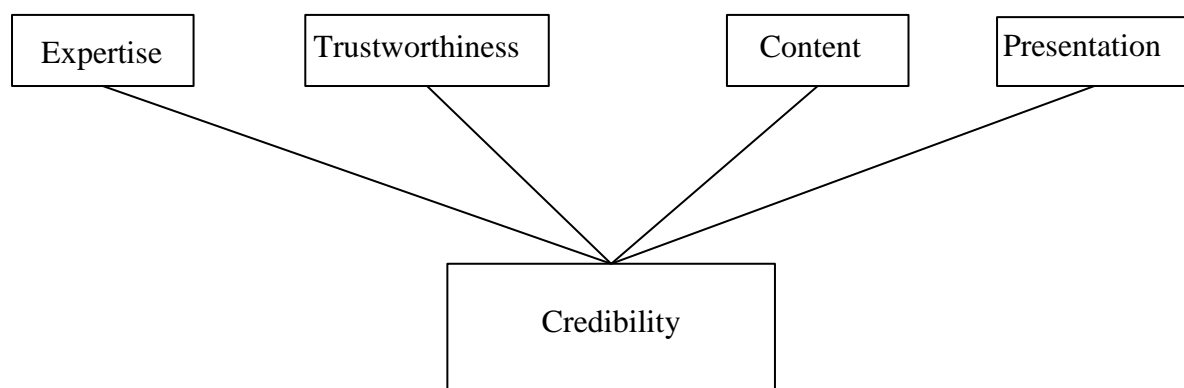 Expertise
Trustworthiness
Content
Presentation
Credibility